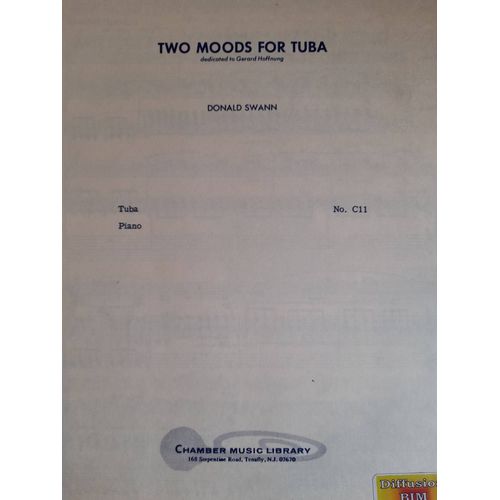 TWO MOODS FOR TUBA
dedicated to Gerard Hoffnung
DONALD SWANN
Tuba No. C11
Piano
CHAMBER MUSIC LIBRARY
168 Serpentine Road, Tenafly, N.J. 07670
Diffusio
BIM